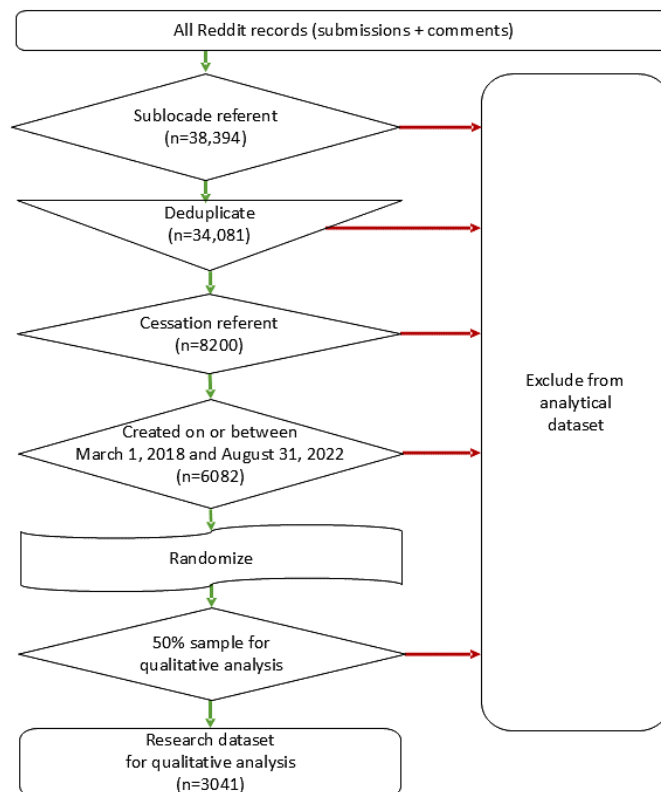 All Reddit records (submissions + comments)
Sublocade referent
(n=38,394)
Deduplicate
(n=34,081)
Cessation referent
(n=8200)
Exclude from
analytical
dataset
Created on or between
March 1, 2018 and August 31, 2022
(n=6082)
Randomize
50% sample for
qualitative analysis
Research dataset
for qualitative analysis
(n=3041)